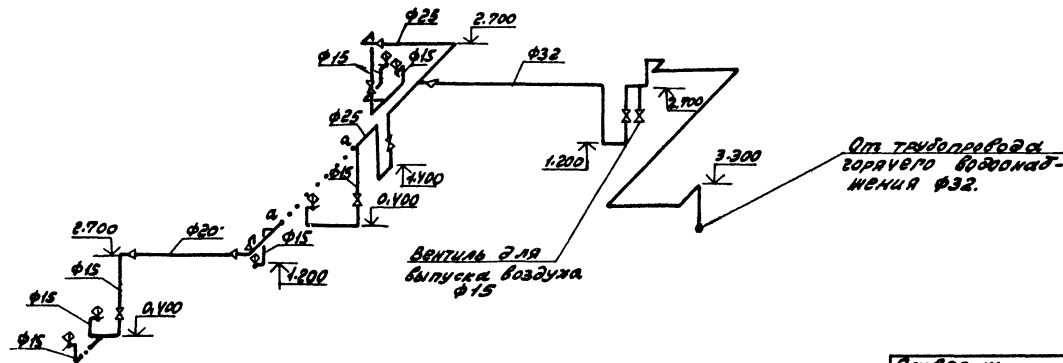 ф25
2.700
ф15
ф15
ф32
2.700
ф25
а
1.200
3.300
От трубопровода
горячего водоснаб-
жения ф32.
ф15
1.400
0,400
а
2.700
ф20
ф15
1.200
Вентиль для
выпуска воздуха
ф15
ф15
ф15
0,400
ф15